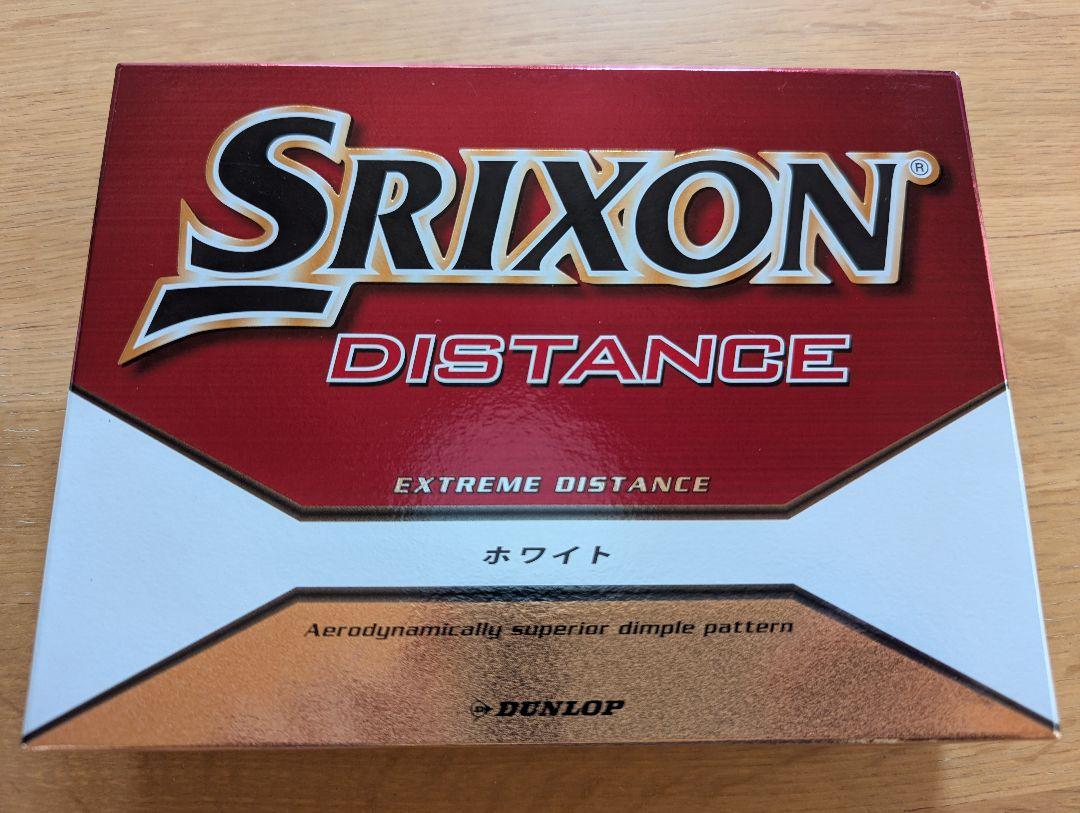 SRIXON®
DISTANCE
EXTREME DISTANCE
ホワイト
Aerodynamically superior dimple pattern
DUNLOP